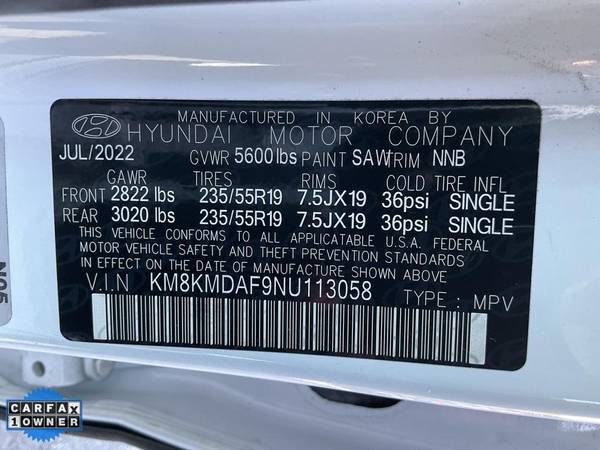 MANUFACTURED IN KOREA BY
HYUNDAI MOTOR COMPANY
JUL/2022 GVWR 5600 lbs PAINT SAW TRIM NNB
GAWR TIRES RIMS COLD TIRE INFL
FRONT 2822 lbs 235/55R19 7.5JX19 36psi SINGLE
REAR 3020 lbs 235/55R19 7.5JX19 36psi SINGLE
THIS VEHICLE CONFORMS TO ALL APPLICABLE U.S.A. FEDERAL
MOTOR VEHICLE SAFETY AND THEFT PREVENTION STANDARDS
IN EFFECT ON THE DATE OF MANUFACTURE SHOWN ABOVE.
V.I.N KM8KMDAF9NU113058 TYPE : MPV
NO5
CARFAX
1 OWNER